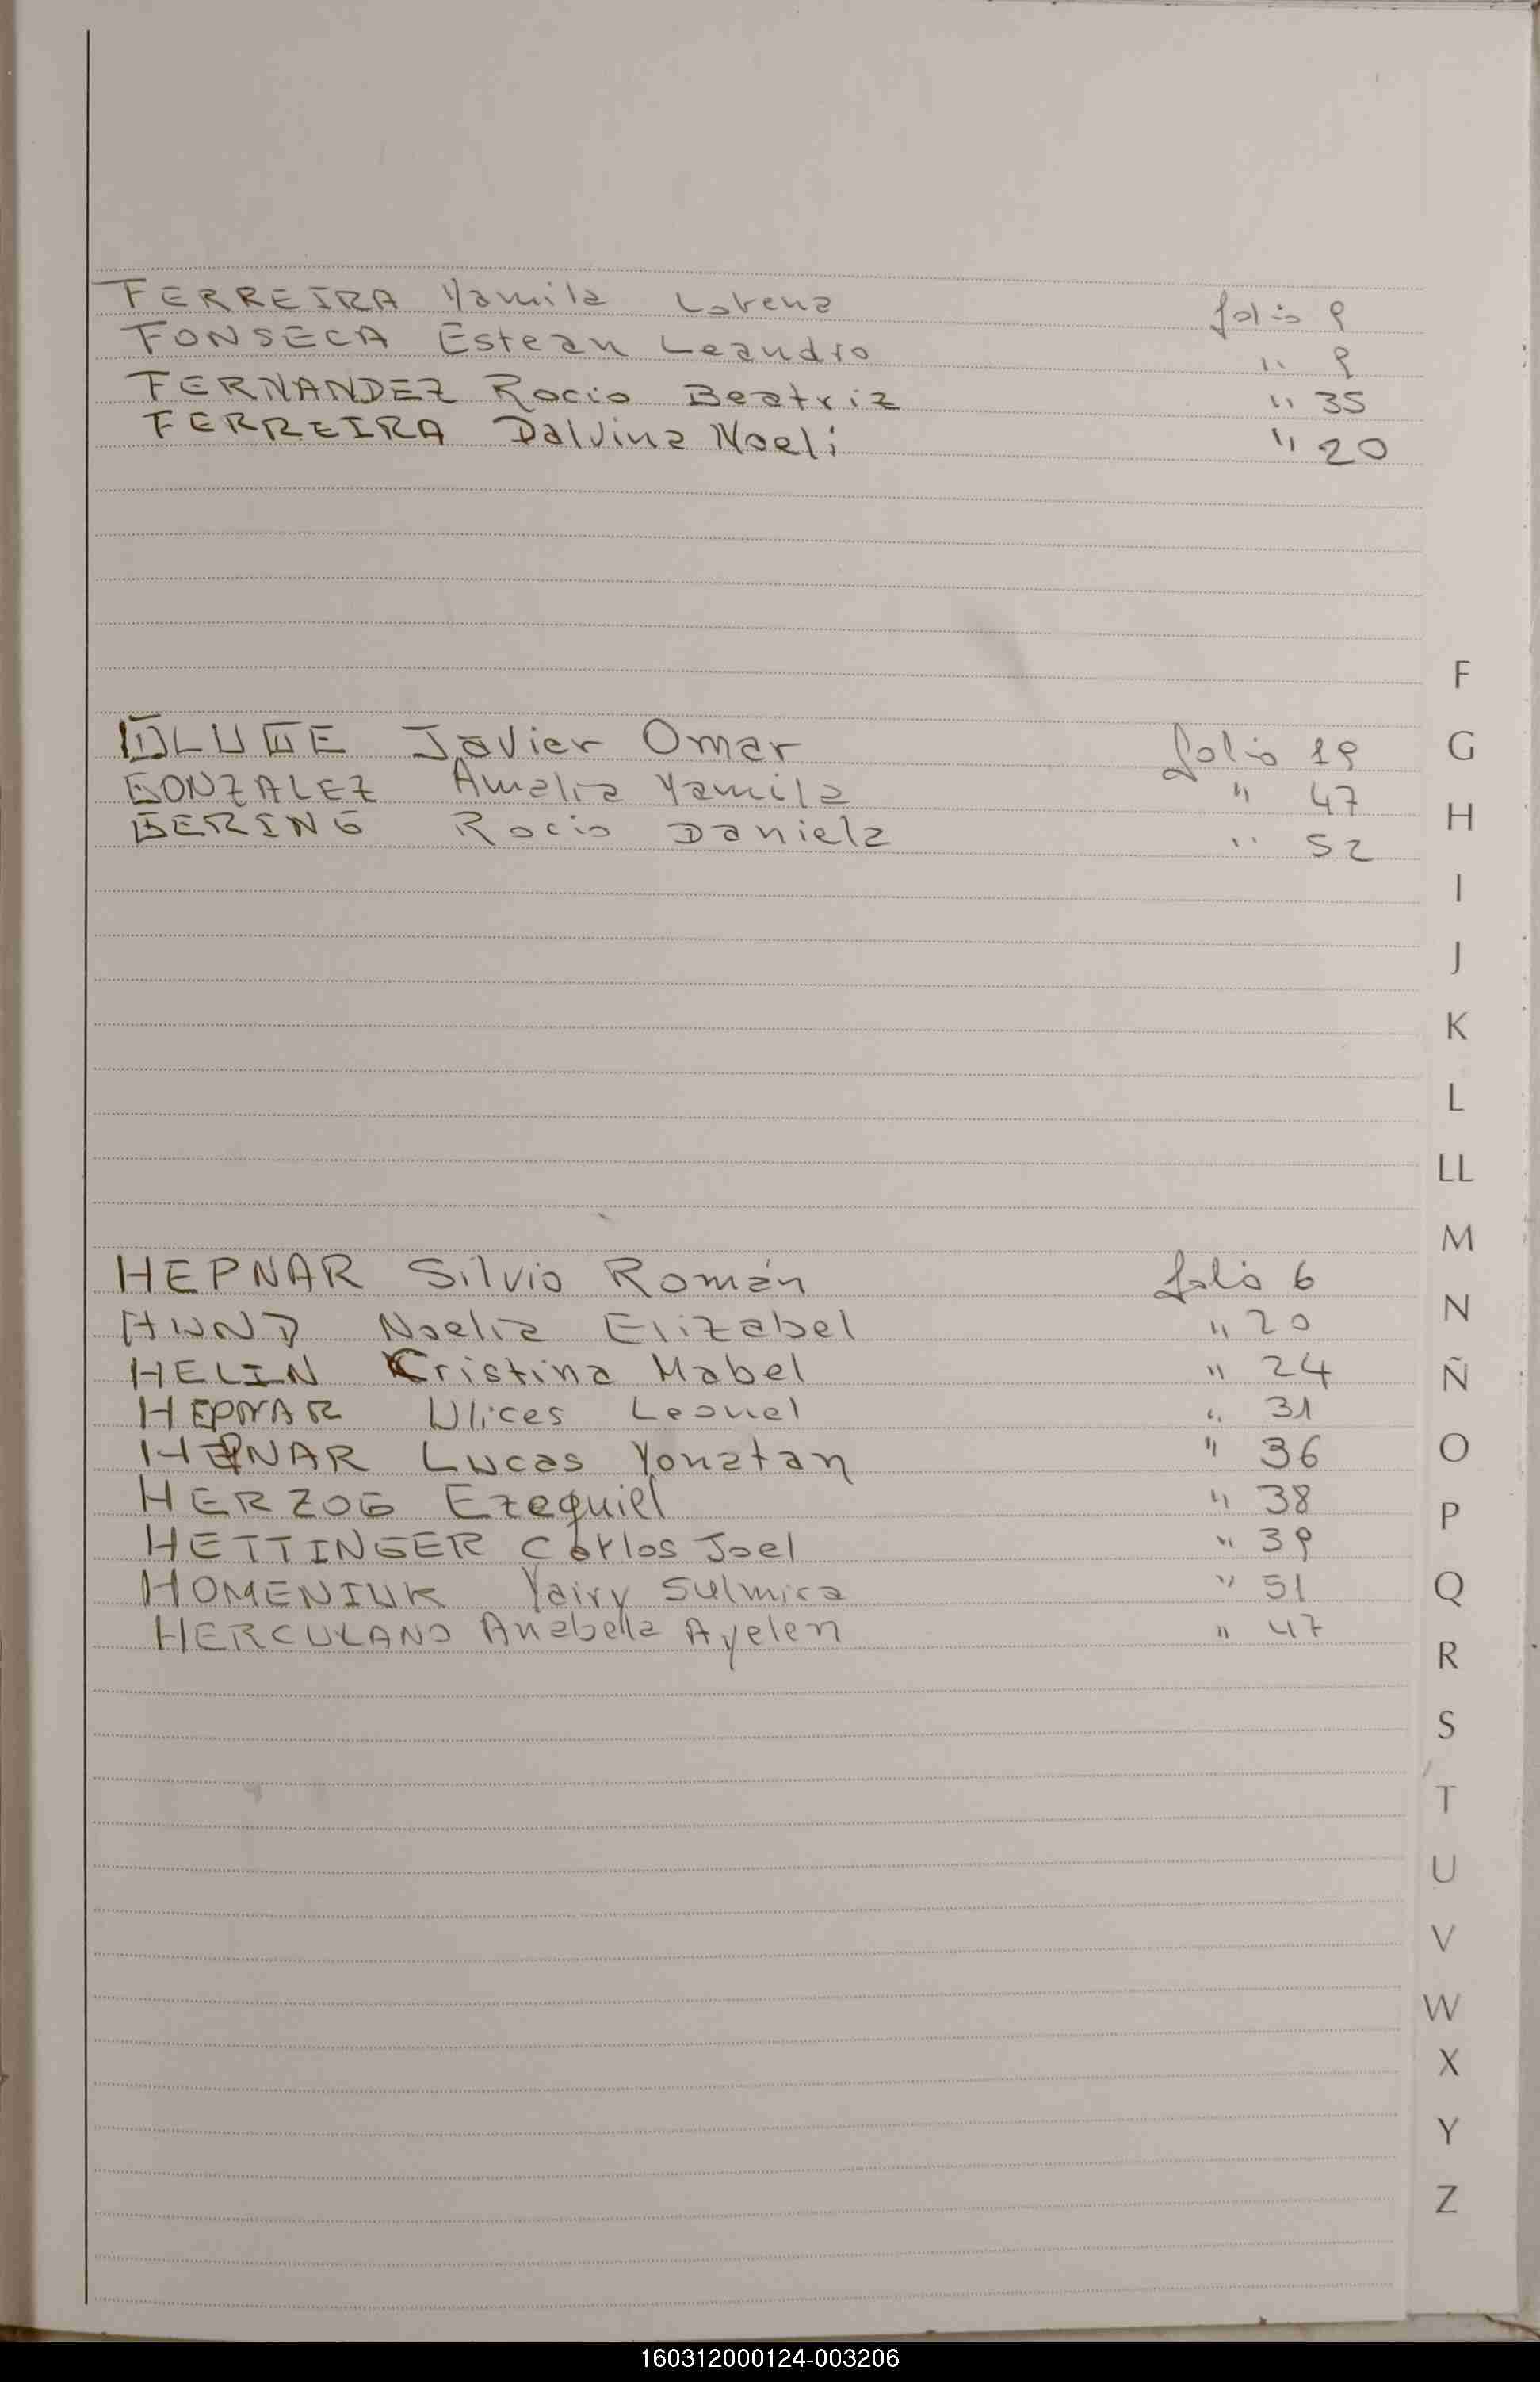 FERREIRA Yamila Lorena folio 9
FONSECA Estean Leandro " 9
FERNANDEZ Rocio Beatriz " 35
FERREIRA Dalvina Noeli " 20
Javier Omar folio 19
GONZALEZ Amalia Yamila " 47
GERING Rocio Daniela " 52
HEPNAR Silvio Román folio 6
HUND Noelia Elizabel " 20
HELIN Cristina Mabel " 24
HEPNAR Ulices Leonel " 31
HEPNAR Lucas Yonatan " 36
HERZOG Ezequiel " 38
HETTINGER Carlos Joel " 39
HOMENIUK Yairy Sulmira " 51
HERCULANO Anabella Ayelen " 47
F
G
H
I
J
K
L
LL
M
N
Ñ
O
P
Q
R
S
T
U
V
W
X
Y
Z
160312000124-003206